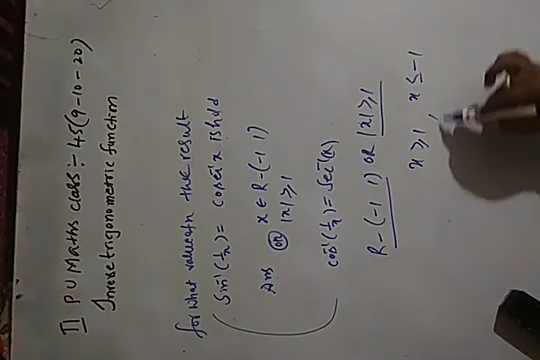 II PU Maths class:- 45(9-10-20)
Inverse trigonometric function
for what value of x the result
(Sin⁻¹(1/x) = cosec⁻¹x is hold
Ans x ∈ R-(-1 1)
or |x| ≥ 1
cos⁻¹(1/x) = sec⁻¹(x)
R-(-1 1) OR |x| ≥ 1
x ≥ 1, x ≤ -1